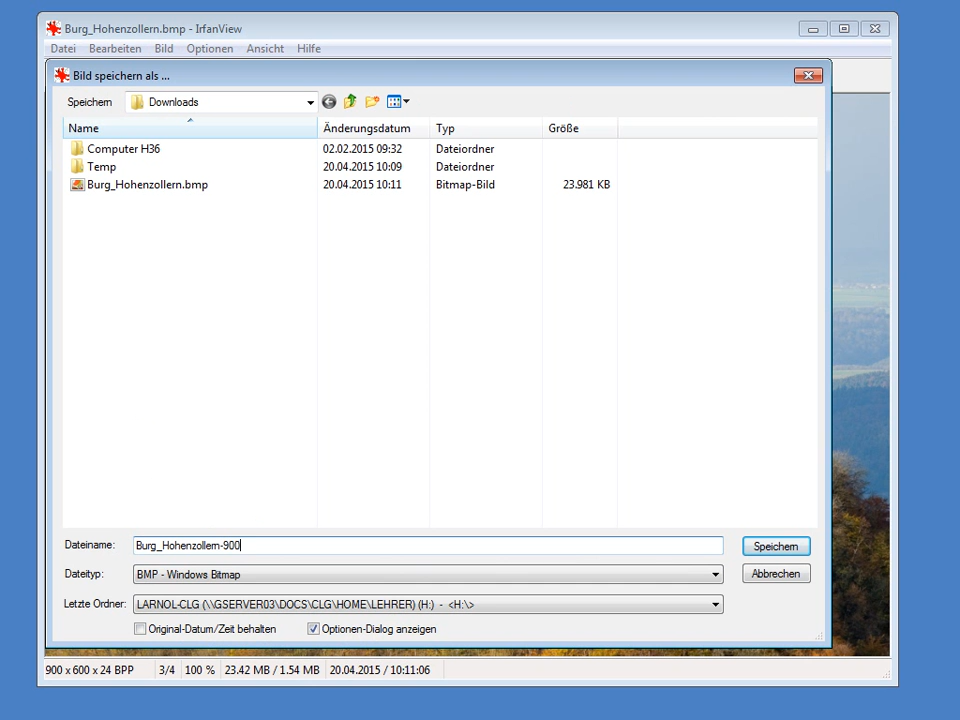 Burg_Hohenzollern.bmp - IrfanView
Datei Bearbeiten Bild Optionen Ansicht Hilfe
Bild speichern als ...
Speichern Downloads
Name Änderungsdatum Typ Größe
Computer H36 02.02.2015 09:32 Dateiordner
Temp 20.04.2015 10:09 Dateiordner
Burg_Hohenzollern.bmp 20.04.2015 10:11 Bitmap-Bild 23.981 KB
Dateiname: Burg_Hohenzollern-900 Speichern
Dateityp: BMP - Windows Bitmap Abbrechen
Letzte Ordner: LARNOL-CLG (\\GSERVER03\DOCS\CLG\HOME\LEHRER) (H:) - <H:\>
Original-Datum/Zeit behalten Optionen-Dialog anzeigen
900 x 600 x 24 BPP 3/4 100 % 23.42 MB / 1.54 MB 20.04.2015 / 10:11:06